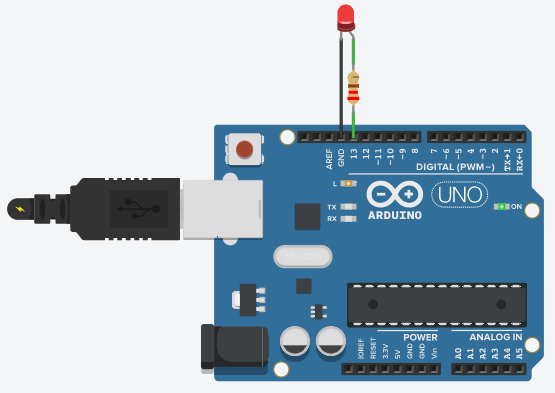 AREF
GND
13
12
~11
~10
~9
8
7
~6
~5
4
~3
2
TX→1
RX←0
DIGITAL (PWM~)
L
TX
RX
ARDUINO
UNO
ON
POWER
ANALOG IN
IOREF
RESET
3.3V
5V
GND
GND
Vin
A0
A1
A2
A3
A4
A5